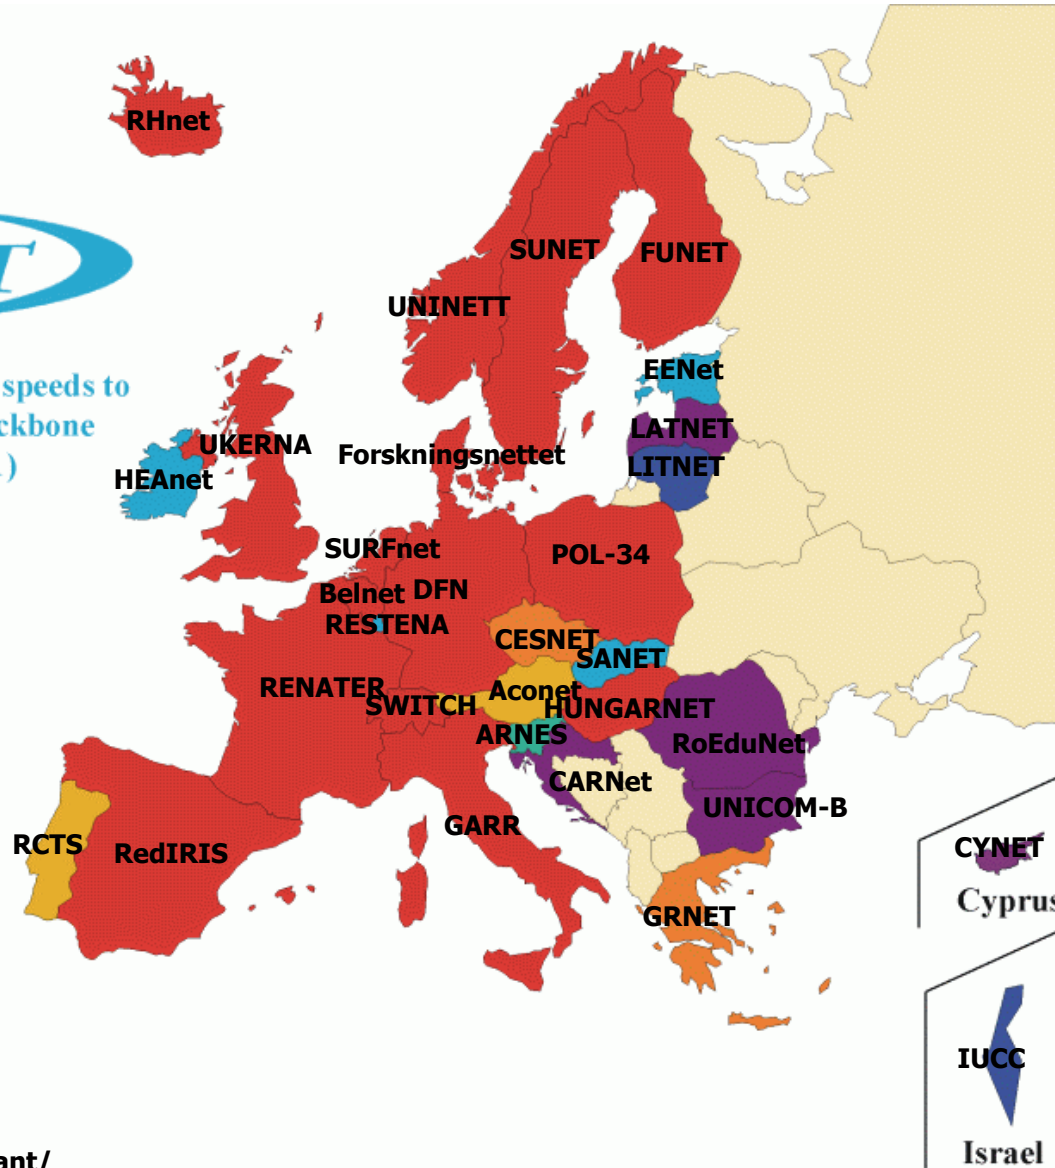 RHnet
SUNET
FUNET
UNINETT
speeds to
EENet
LATNET
UKERNA
Forskningsnettet
LITNET
HEAnet
SURFnet
POL-34
Belnet
DFN
RESTENA
CESNET
SANET
RENATER
Aconet
SWITCH
HUNGARNET
ARNES
RoEduNet
CARNet
UNICOM-B
GARR
RCTS
RedIRIS
CYNET
Cyprus
GRNET
IUCC
Israel